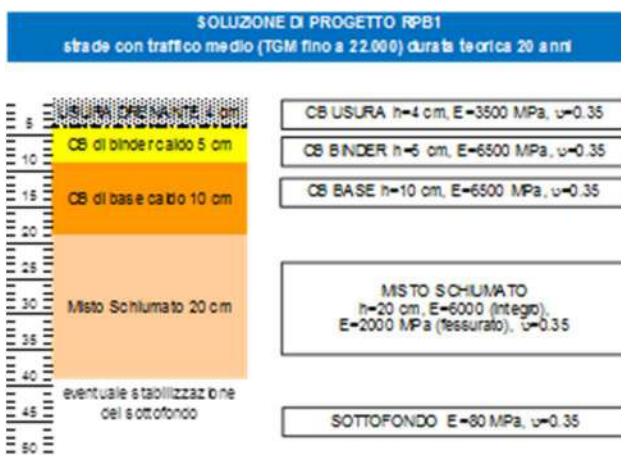 SOLUZIONE DI PROGETTO RPB1
strade con traffico medio (TGM fino a 22.000) durata teorica 20 anni
USURA DRENANTE 4 cm
CB di binder caldo 5 cm
CB di base caldo 10 cm
Misto Schiumato 20 cm
eventuale stabilizzazione
del sottofondo
5
10
15
20
25
30
35
40
45
50
CB USURA h=4 cm, E=3500 MPa, υ=0.35
CB BINDER h=5 cm, E=6500 MPa, υ=0.35
CB BASE h=10 cm, E=6500 MPa, υ=0.35
MISTO SCHIUMATO
h=20 cm, E=6000 (Integro),
E=2000 MPa (fessurato), υ=0.35
SOTTOFONDO E=80 MPa, υ=0.35